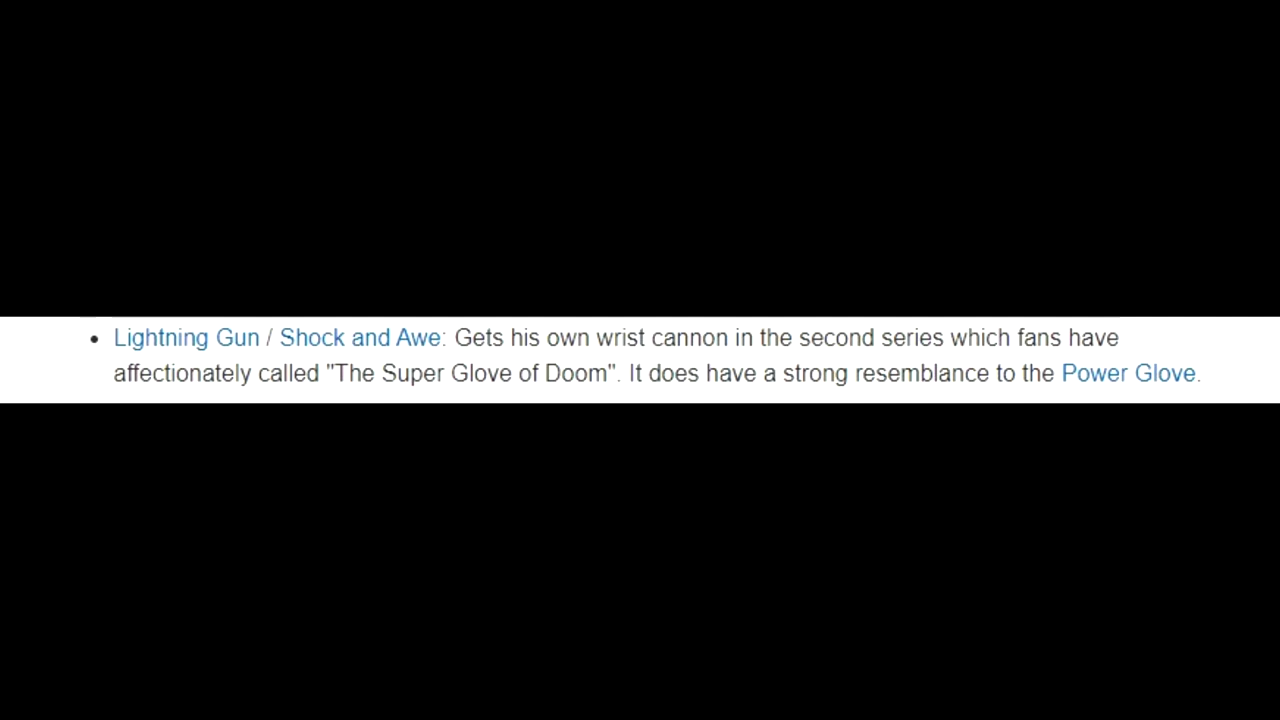 • Lightning Gun / Shock and Awe: Gets his own wrist cannon in the second series which fans have
affectionately called "The Super Glove of Doom". It does have a strong resemblance to the Power Glove.